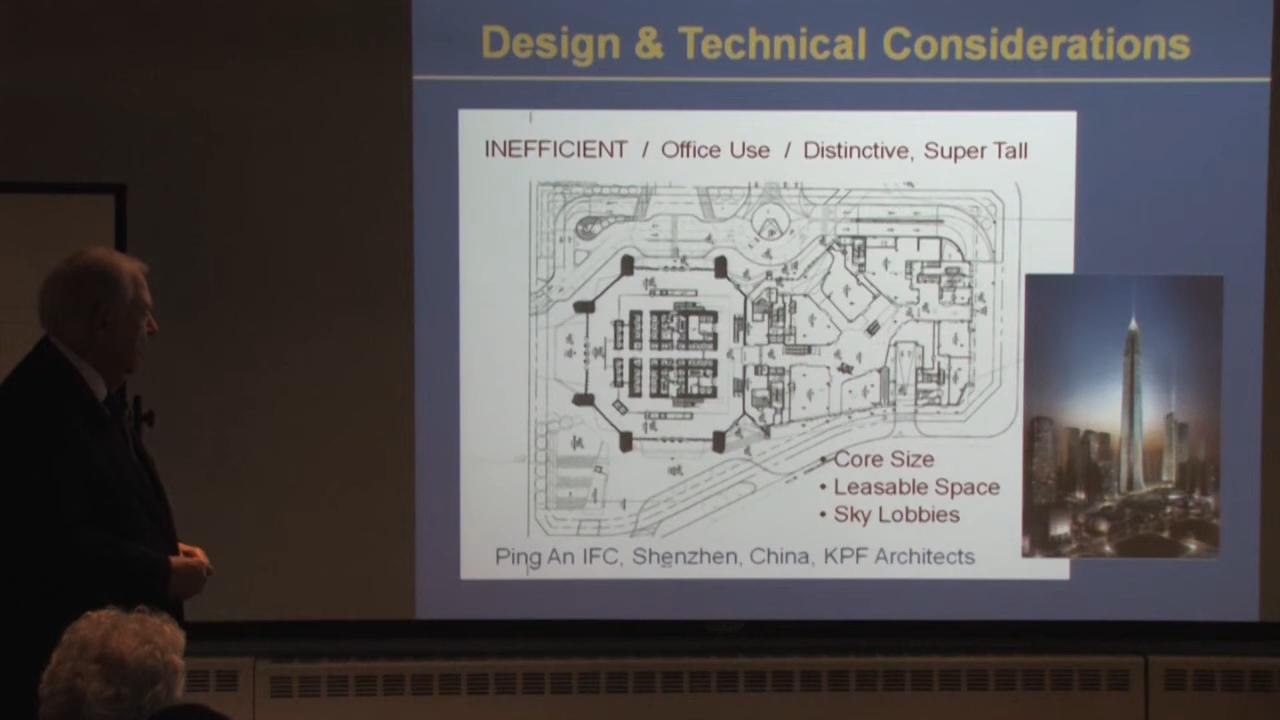 Design & Technical Considerations
INEFFICIENT / Office Use / Distinctive, Super Tall
• Core Size
• Leasable Space
• Sky Lobbies
Ping An IFC, Shenzhen, China, KPF Architects